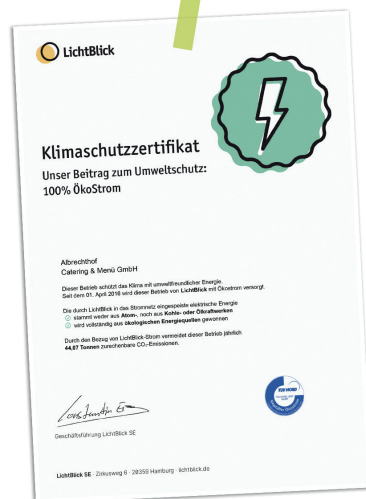 LichtBlick
Klimaschutzzertifikat
Unser Beitrag zum Umweltschutz:
100% ÖkoStrom
Albrechthof
Catering & Menü GmbH
Dieser Betrieb schützt das Klima mit umweltfreundlicher Energie.
Seit dem 01. April 2016 wird dieser Betrieb von LichtBlick mit Ökostrom versorgt.
Die durch LichtBlick in das Stromnetz eingespeiste elektrische Energie
stammt weder aus Atom-, noch aus Kohle- oder Ölkraftwerken
wird vollständig aus ökologischen Energiequellen gewonnen
Durch den Bezug von LichtBlick-Strom vermeidet dieser Betrieb jährlich
44,07 Tonnen zurechenbare CO₂-Emissionen.
Geschäftsführung LichtBlick SE
TÜV NORD
LichtBlick SE · Zirkusweg 6 · 20359 Hamburg · lichtblick.de